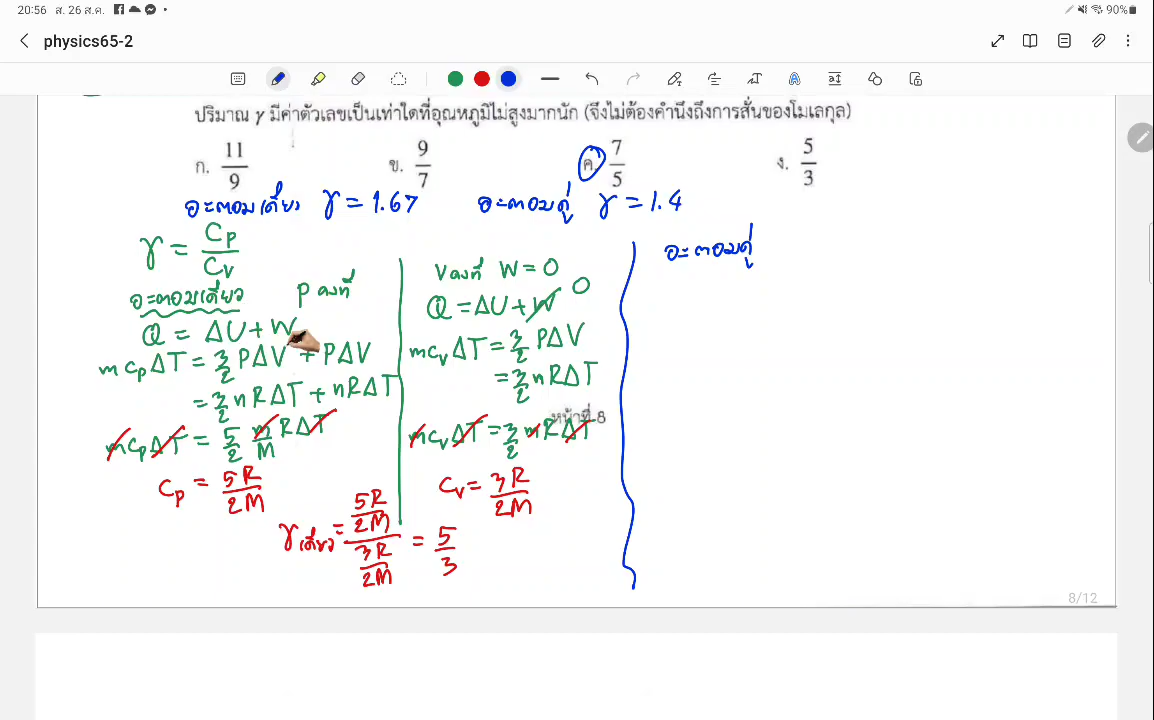 20:56 ส. 26 ส.ค.
90%
physics65-2
ปริมาณ γ มีค่าตัวเลขเป็นเท่าใดที่อุณหภูมิไม่สูงมากนัก (จึงไม่ต้องคำนึงถึงการสั่นของโมเลกุล)
ก. 11/9 ข. 9/7 ค. 7/5 ง. 5/3
อะตอมเดี่ยว γ = 1.67 อะตอมคู่ γ = 1.4
γ = Cp/Cv
อะตอมเดี่ยว P คงที่
Q = ΔU + W
m cp ΔT = 3/2 PΔV + PΔV
= 3/2 nRΔT + nRΔT
m cp ΔT = 5/2 m/M RΔT
Cp = 5R/2M
V คงที่ W = 0
Q = ΔU + W 0
m cv ΔT = 3/2 PΔV
= 3/2 nRΔT
หน้าที่ 8
m cv ΔT = 3/2 m RΔT
Cv = 3R/2M
γเดี่ยว = 5R/2M / 3R/2M = 5/3
อะตอมคู่
8/12